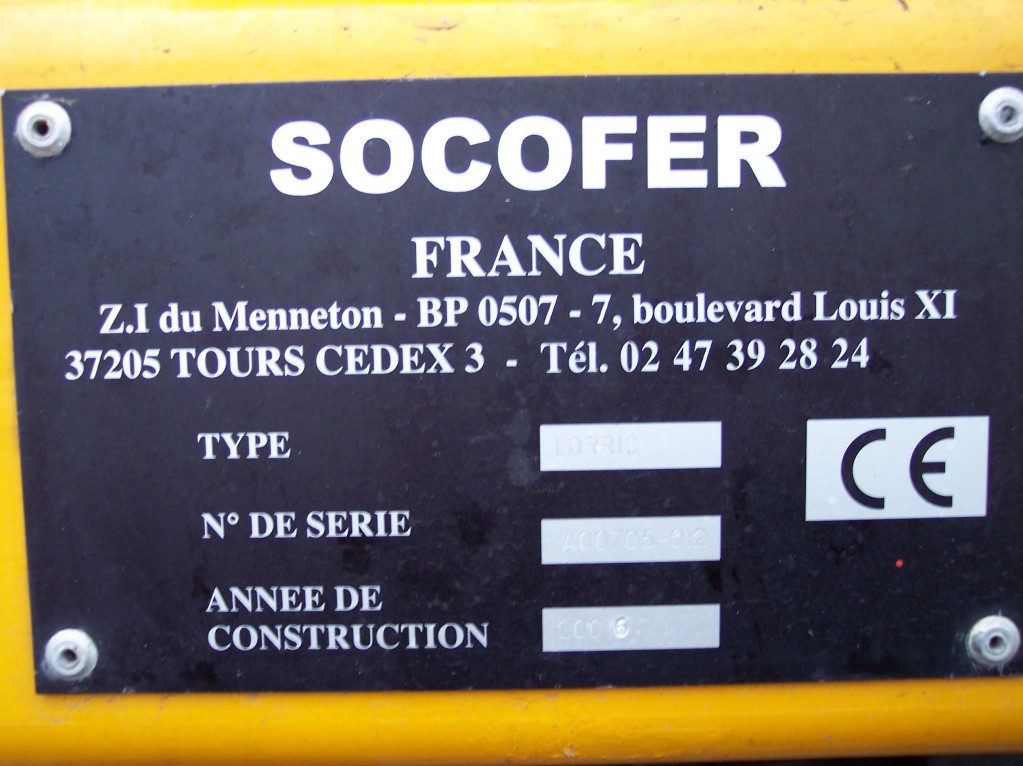 SOCOFER
FRANCE
Z.I du Menneton - BP 0507 - 7, boulevard Louis XI
37205 TOURS CEDEX 3 - Tél. 02 47 39 28 24
TYPE LORRIC
N° DE SERIE
CE
ANNEE DE
CONSTRUCTION